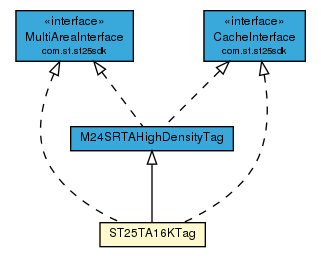 «interface»
MultiAreaInterface
com.st.st25sdk
«interface»
CacheInterface
com.st.st25sdk
M24SRTAHighDensityTag
ST25TA16KTag